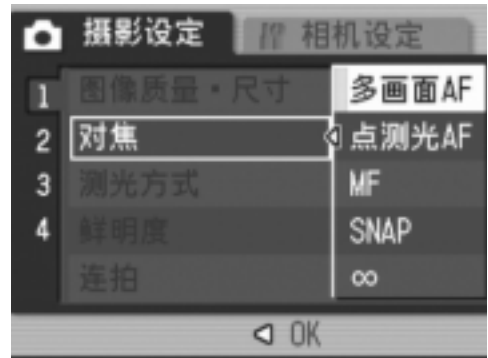 摄影设定 相机设定
1 图像质量・尺寸 多画面AF
2 对焦 点测光AF
3 测光方式 MF
4 鲜明度 SNAP
连拍 ∞
OK